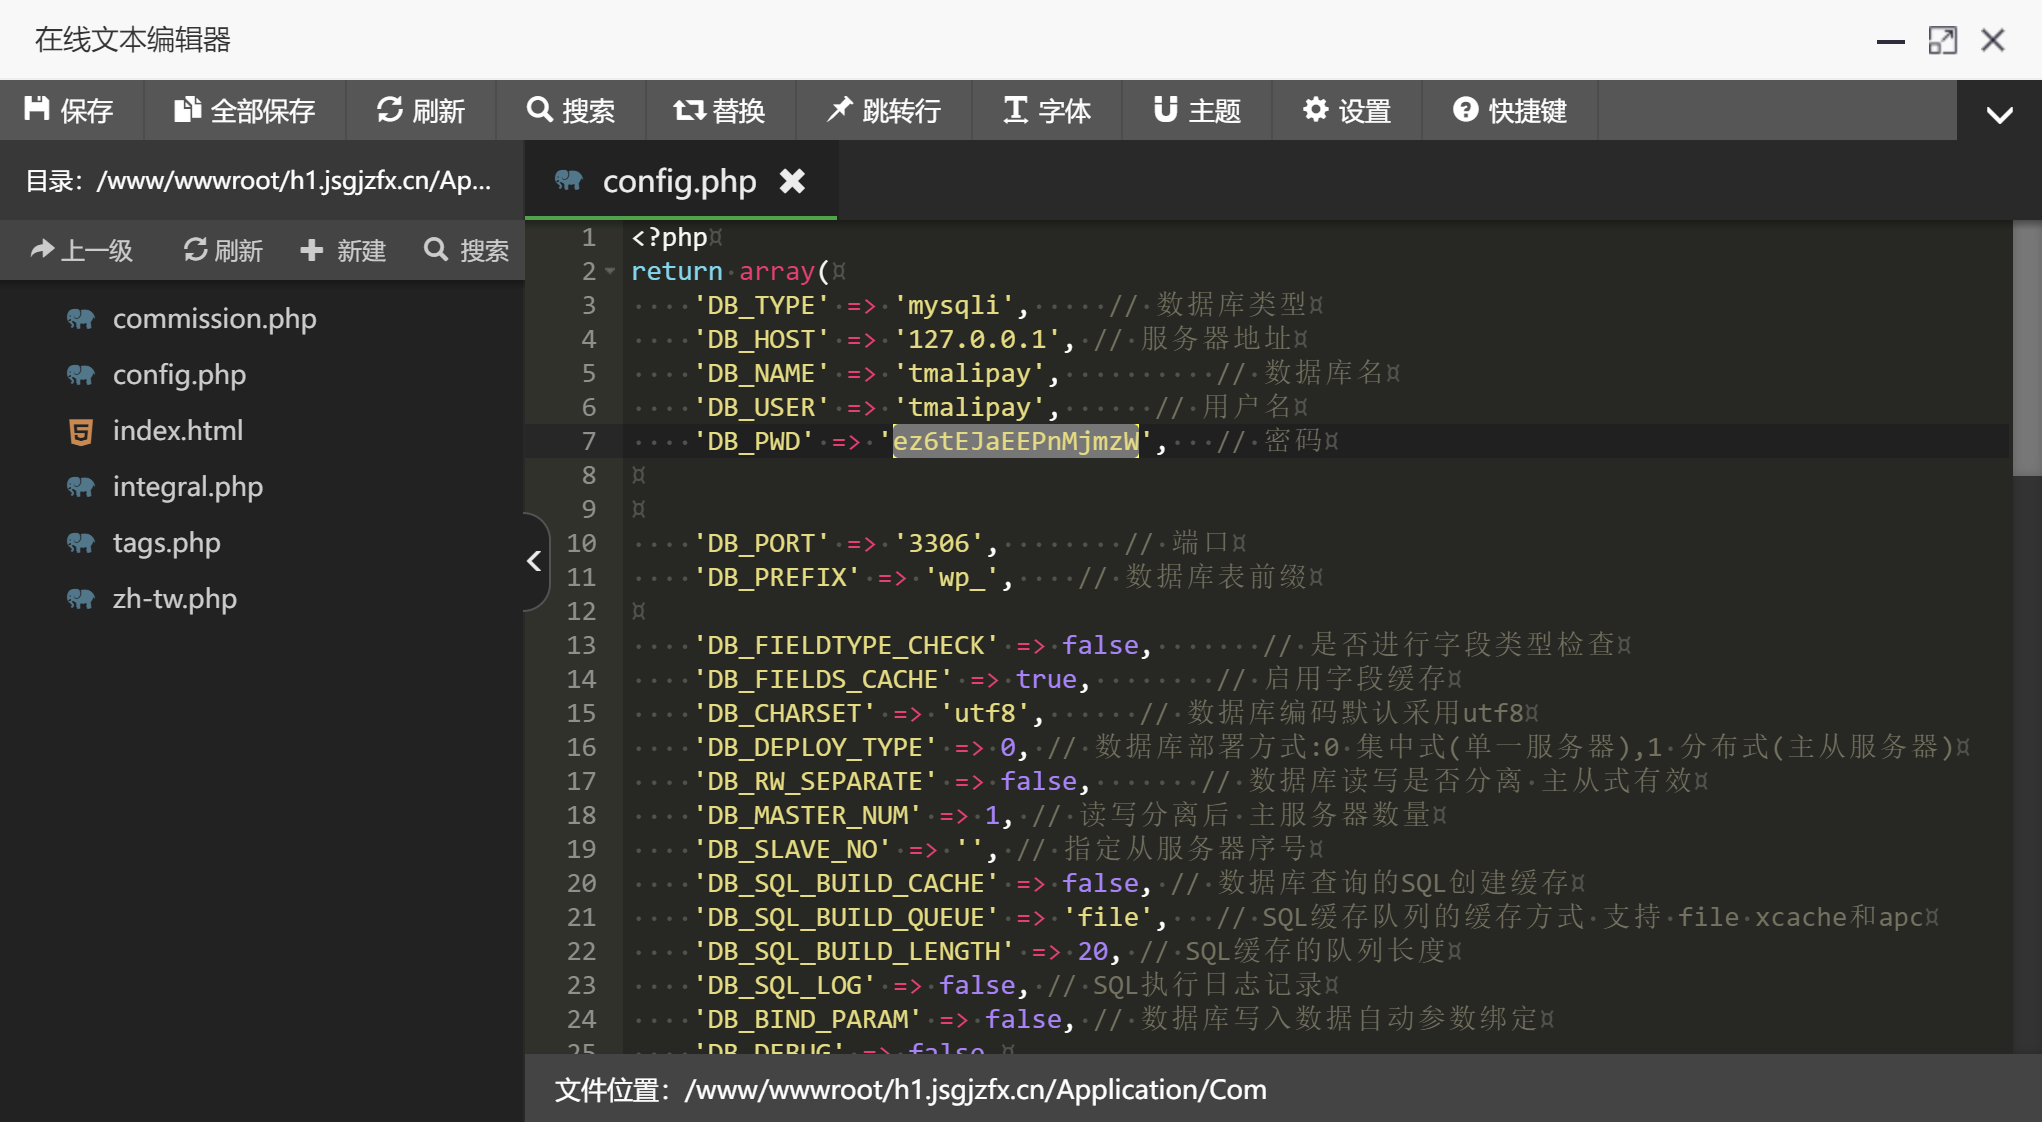 在线文本编辑器
保存 全部保存 刷新 搜索 替换 跳转行 字体 主题 设置 快捷键
目录：/www/wwwroot/h1.jsgjzfx.cn/Ap...
上一级 刷新 新建 搜索
commission.php
config.php
index.html
integral.php
tags.php
zh-tw.php
config.php
1 <?php
2 return array(
3 'DB_TYPE' => 'mysqli', // 数据库类型
4 'DB_HOST' => '127.0.0.1', // 服务器地址
5 'DB_NAME' => 'tmalipay', // 数据库名
6 'DB_USER' => 'tmalipay', // 用户名
7 'DB_PWD' => 'ez6tEJaEEPnMjmzW', // 密码
8
9
10 'DB_PORT' => '3306', // 端口
11 'DB_PREFIX' => 'wp_', // 数据库表前缀
12
13 'DB_FIELDTYPE_CHECK' => false, // 是否进行字段类型检查
14 'DB_FIELDS_CACHE' => true, // 启用字段缓存
15 'DB_CHARSET' => 'utf8', // 数据库编码默认采用utf8
16 'DB_DEPLOY_TYPE' => 0, // 数据库部署方式:0 集中式(单一服务器),1 分布式(主从服务器)
17 'DB_RW_SEPARATE' => false, // 数据库读写是否分离 主从式有效
18 'DB_MASTER_NUM' => 1, // 读写分离后 主服务器数量
19 'DB_SLAVE_NO' => '', // 指定从服务器序号
20 'DB_SQL_BUILD_CACHE' => false, // 数据库查询的SQL创建缓存
21 'DB_SQL_BUILD_QUEUE' => 'file', // SQL缓存队列的缓存方式 支持 file xcache和apc
22 'DB_SQL_BUILD_LENGTH' => 20, // SQL缓存的队列长度
23 'DB_SQL_LOG' => false, // SQL执行日志记录
24 'DB_BIND_PARAM' => false, // 数据库写入数据自动参数绑定
25 'DB_DEBUG' => false
文件位置：/www/wwwroot/h1.jsgjzfx.cn/Application/Com